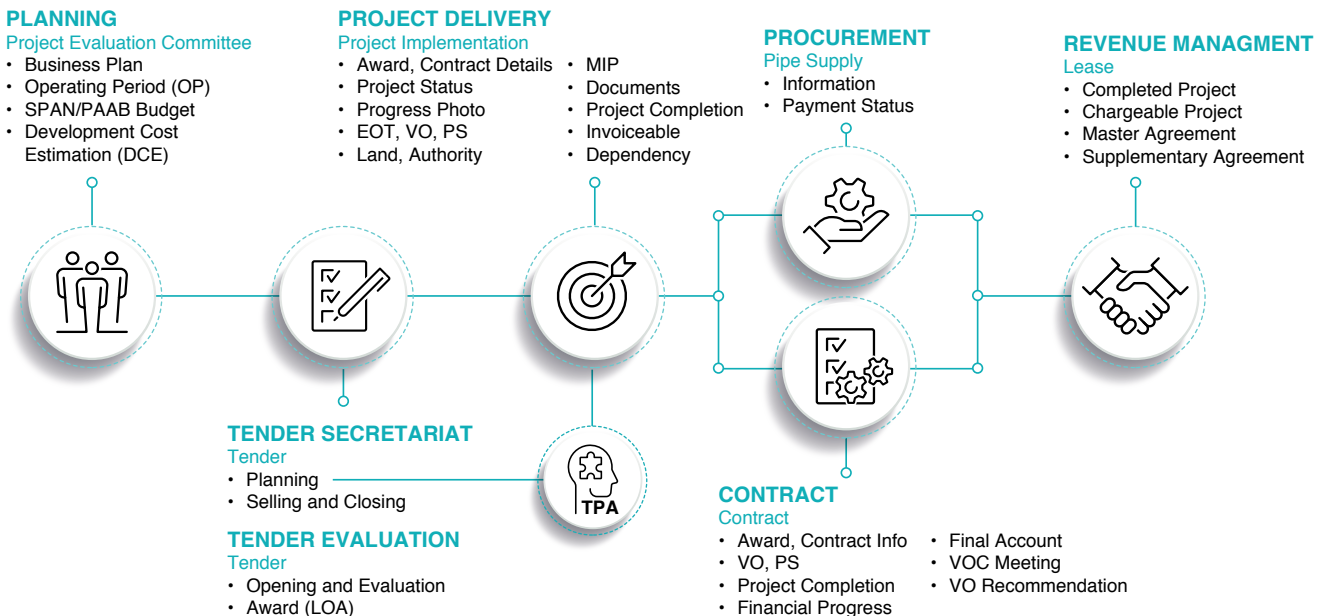 PLANNING
Project Evaluation Committee
• Business Plan
• Operating Period (OP)
• SPAN/PAAB Budget
• Development Cost
Estimation (DCE)
PROJECT DELIVERY
Project Implementation
• Award, Contract Details
• Project Status
• Progress Photo
• EOT, VO, PS
• Land, Authority
• MIP
• Documents
• Project Completion
• Invoiceable
• Dependency
PROCUREMENT
Pipe Supply
• Information
• Payment Status
REVENUE MANAGMENT
Lease
• Completed Project
• Chargeable Project
• Master Agreement
• Supplementary Agreement
TENDER SECRETARIAT
Tender
• Planning
• Selling and Closing
TPA
TENDER EVALUATION
Tender
• Opening and Evaluation
• Award (LOA)
CONTRACT
Contract
• Award, Contract Info
• VO, PS
• Project Completion
• Financial Progress
• Final Account
• VOC Meeting
• VO Recommendation